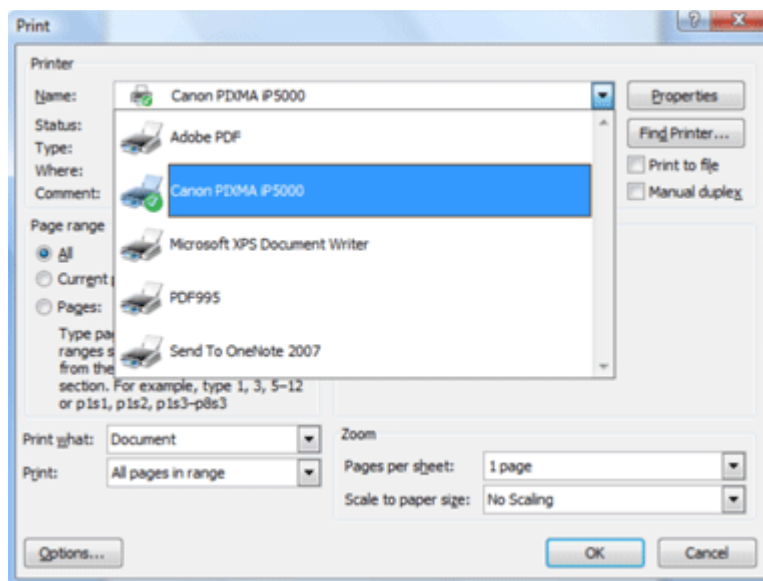 Print
Printer
Name: Canon PIXMA iP5000 Properties
Status: Adobe PDF Find Printer...
Type:
Where: Print to file
Comment: Canon PIXMA iP5000 Manual duplex
Page range
All Microsoft XPS Document Writer
Current
Pages: PDF995
Type
ranges Send To OneNote 2007
from the
section. For example, type 1, 3, 5–12
or p1s1, p1s2, p1s3–p8s3
Print what: Document
Print: All pages in range
Zoom
Pages per sheet: 1 page
Scale to paper size: No Scaling
Options... OK Cancel